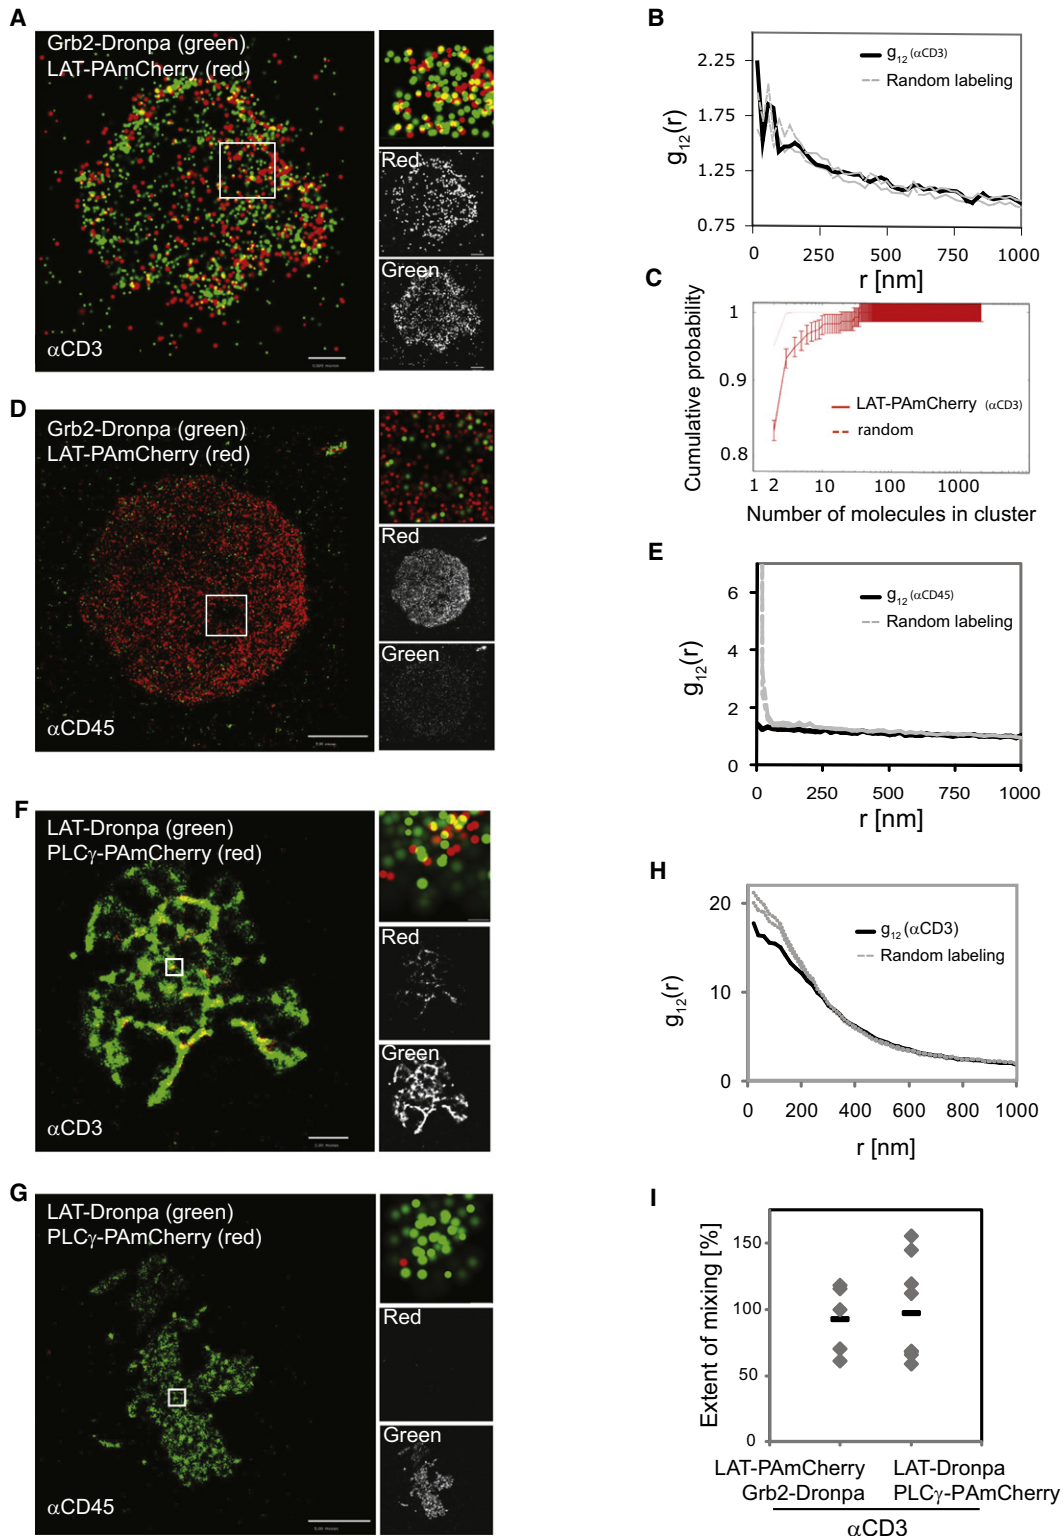 A
Grb2-Dronpa (green)
LAT-PAmCherry (red)
αCD3
Red
Green
B
2.25
1.75
1.25
0.75
g12(r)
g12 (αCD3)
Random labeling
0 250 500 750 1000
r [nm]
C
Cumulative probability
1
0.9
0.8
LAT-PAmCherry (αCD3)
random
1 2 10 100 1000
Number of molecules in cluster
D
Grb2-Dronpa (green)
LAT-PAmCherry (red)
αCD45
Red
Green
E
6
4
2
0
g12(r)
g12 (αCD45)
Random labeling
0 250 500 750 1000
r [nm]
F
LAT-Dronpa (green)
PLCγ-PAmCherry (red)
αCD3
Red
Green
H
20
10
0
g12(r)
g12 (αCD3)
Random labeling
0 200 400 600 800 1000
r [nm]
G
LAT-Dronpa (green)
PLCγ-PAmCherry (red)
αCD45
Red
Green
I
Extent of mixing [%]
150
100
50
0
LAT-PAmCherry
Grb2-Dronpa
LAT-Dronpa
PLCγ-PAmCherry
αCD3